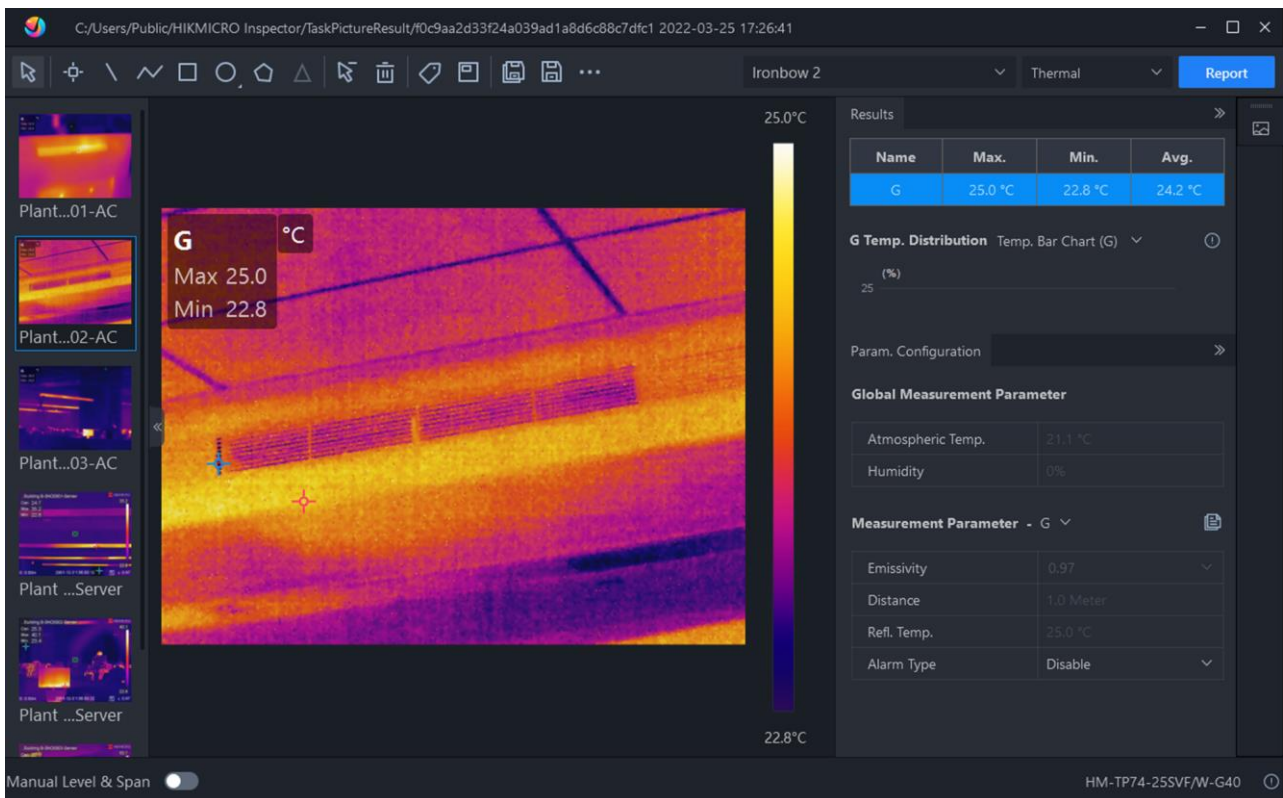 C:/Users/Public/HIKMICRO Inspector/TaskPictureResult/f0c9aa2d33f24a039ad1a8d6c88c7dfc1 2022-03-25 17:26:41
Ironbow 2
Thermal
Report
Plant...01-AC
Plant...02-AC
Plant...03-AC
Plant ...Server
Plant ...Server
G
°C
Max 25.0
Min 22.8
25.0°C
22.8°C
Results
Name Max. Min. Avg.
G 25.0 °C 22.8 °C 24.2 °C
G Temp. Distribution Temp. Bar Chart (G)
(%)
25
Param. Configuration
Global Measurement Parameter
Atmospheric Temp. 21.1 °C
Humidity 0%
Measurement Parameter - G
Emissivity 0.97
Distance 1.0 Meter
Refl. Temp. 25.0 °C
Alarm Type Disable
Manual Level & Span
HM-TP74-25SVF/W-G40